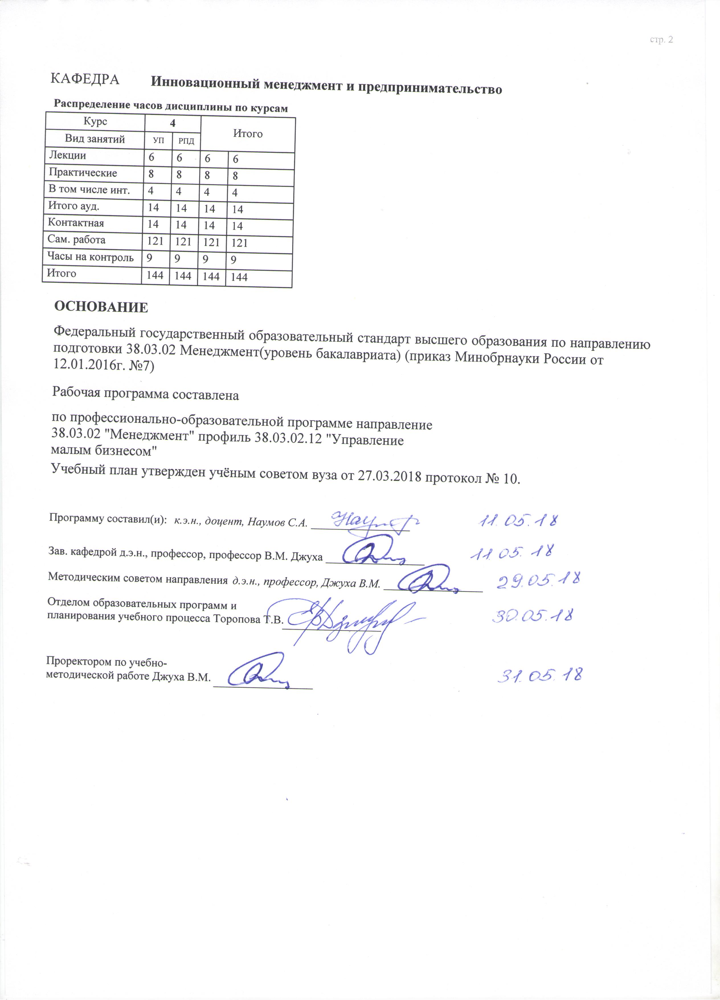 стр. 2
КАФЕДРА Инновационный менеджмент и предпринимательство
Распределение часов дисциплины по курсам
Курс 4 Итого
Вид занятий УП РПД
Лекции 6 6 6 6
Практические 8 8 8 8
В том числе инт. 4 4 4 4
Итого ауд. 14 14 14 14
Контактная 14 14 14 14
Сам. работа 121 121 121 121
Часы на контроль 9 9 9 9
Итого 144 144 144 144
ОСНОВАНИЕ
Федеральный государственный образовательный стандарт высшего образования по направлению
подготовки 38.03.02 Менеджмент(уровень бакалавриата) (приказ Минобрнауки России от
12.01.2016г. №7)
Рабочая программа составлена
по профессионально-образовательной программе направление
38.03.02 "Менеджмент" профиль 38.03.02.12 "Управление
малым бизнесом"
Учебный план утвержден учёным советом вуза от 27.03.2018 протокол № 10.
Программу составил(и): к.э.н., доцент, Наумов С.А. 11.05.18
Зав. кафедрой д.э.н., профессор, профессор В.М. Джуха 11.05.18
Методическим советом направления д.э.н., профессор, Джуха В.М. 29.05.18
Отделом образовательных программ и
планирования учебного процесса Торопова Т.В. 30.05.18
Проректором по учебно-
методической работе Джуха В.М. 31.05.18